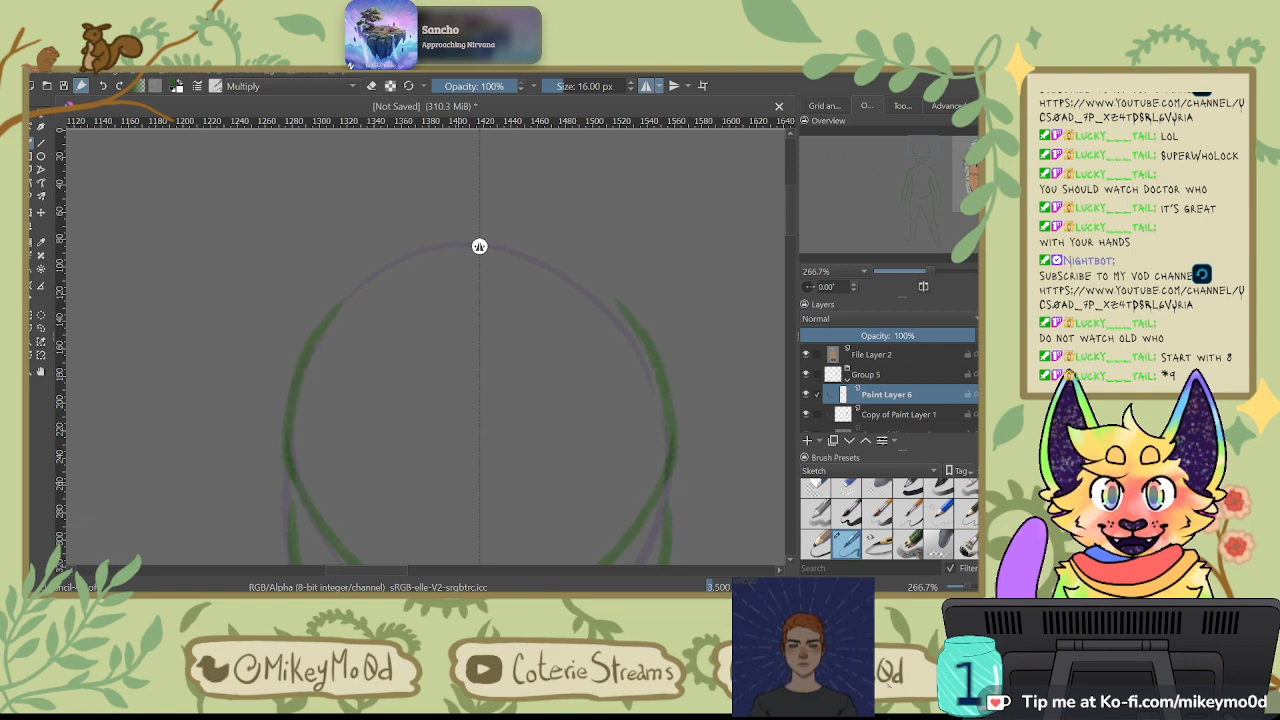 Sancho
Approaching Nirvana
Multiply
Opacity: 100%
Size: 16.00 px
[Not Saved] (310.3 MiB) *
Grid an...
O...
Too...
Advanced
1120 1140 1160 1180 1200 1220 1240 1260 1280 1300 1320 1340 1360 1380 1400 1420 1440 1460 1480 1500 1520 1540 1560 1580 1600 1620 1640
Overview
266.7%
0.00°
Layers
Normal
Opacity: 100%
File Layer 2
Group 5
Paint Layer 6
Copy of Paint Layer 1
Brush Presets
Sketch
Tag
Search
Filter
RGB/Alpha (8-bit integer/channel) sRGB-elle-V2-srgbtrc.icc
3.500
266.7%
HTTPS://WWW.YOUTUBE.COM/CHANNEL/U
LUCKY___TAIL: LOL
LUCKY___TAIL: SUPERWHOLOCK
LUCKY___TAIL:
YOU SHOULD WATCH DOCTOR WHO
LUCKY___TAIL: IT'S GREAT
LUCKY___TAIL:
WITH YOUR HANDS
NIGHTBOT:
SUBSCRIBE TO MY VOD CHANNE
HTTPS://WWW.YOUTUBE.COM/CHANNEL/U
LUCKY___TAIL:
DO NOT WATCH OLD WHO
LUCKY___TAIL: START WITH 8
LUCKY___TAIL: *9
@MikeyMo0d
CoterieStreams
0d
1
Tip me at Ko-fi.com/mikeymo0d